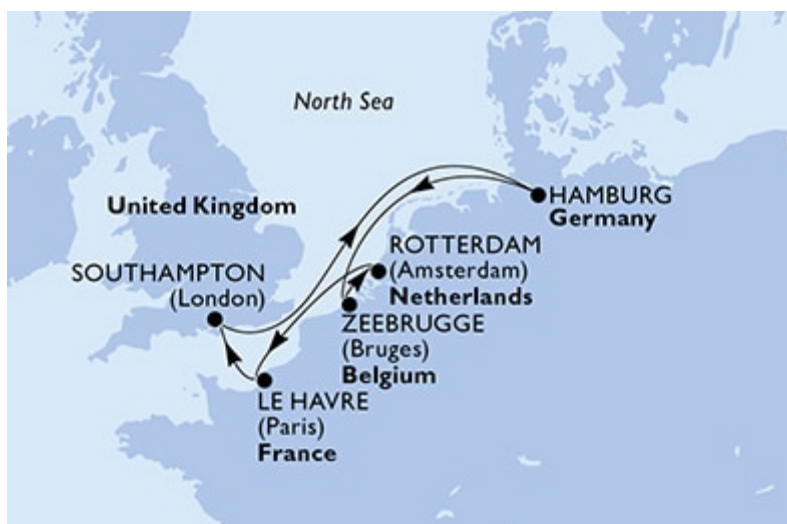 North Sea
United Kingdom
HAMBURG
Germany
ROTTERDAM
(Amsterdam)
Netherlands
SOUTHAMPTON
(London)
ZEEBRUGGE
(Bruges)
Belgium
LE HAVRE
(Paris)
France